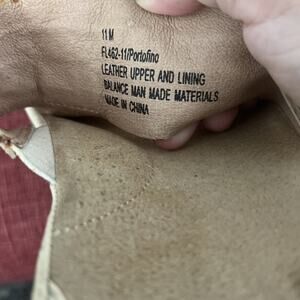 11 M
FL462-11/Portofino
LEATHER UPPER AND LINING
BALANCE MAN MADE MATERIALS
MADE IN CHINA